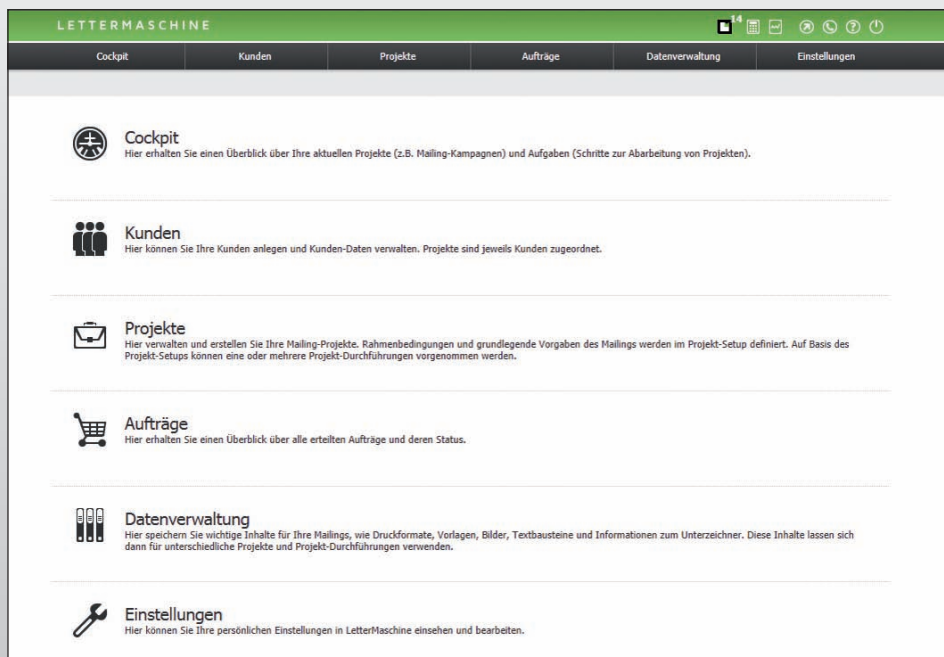 LETTERMASCHINE
14
Cockpit Kunden Projekte Aufträge Datenverwaltung Einstellungen
Cockpit
Hier erhalten Sie einen Überblick über Ihre aktuellen Projekte (z.B. Mailing-Kampagnen) und Aufgaben (Schritte zur Abarbeitung von Projekten).
Kunden
Hier können Sie Ihre Kunden anlegen und Kunden-Daten verwalten. Projekte sind jeweils Kunden zugeordnet.
Projekte
Hier verwalten und erstellen Sie Ihre Mailing-Projekte. Rahmenbedingungen und grundlegende Vorgaben des Mailings werden im Projekt-Setup definiert. Auf Basis des
Projekt-Setups können eine oder mehrere Projekt-Durchführungen vorgenommen werden.
Aufträge
Hier erhalten Sie einen Überblick über alle erteilten Aufträge und deren Status.
Datenverwaltung
Hier speichern Sie wichtige Inhalte für Ihre Mailings, wie Druckformate, Vorlagen, Bilder, Textbausteine und Informationen zum Unterzeichner. Diese Inhalte lassen sich
dann für unterschiedliche Projekte und Projekt-Durchführungen verwenden.
Einstellungen
Hier können Sie Ihre persönlichen Einstellungen in LetterMaschine einsehen und bearbeiten.